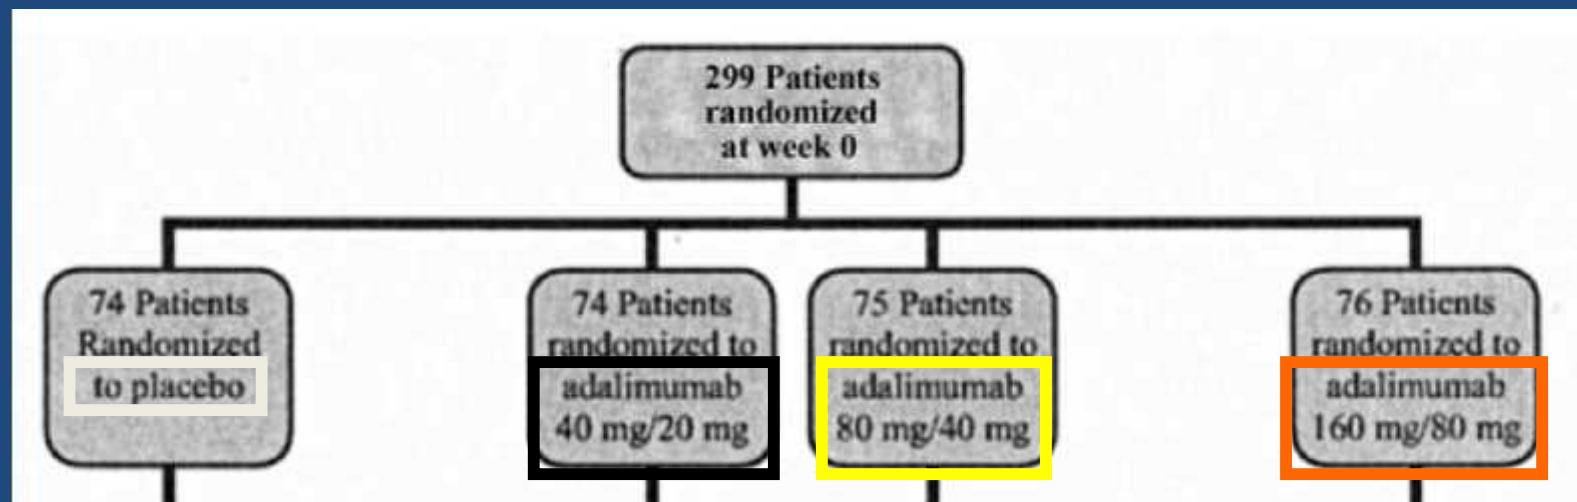 299 Patients
randomized
at week 0
74 Patients
Randomized
to placebo
74 Patients
randomized to
adalimumab
40 mg/20 mg
75 Patients
randomized to
adalimumab
80 mg/40 mg
76 Patients
randomized to
adalimumab
160 mg/80 mg